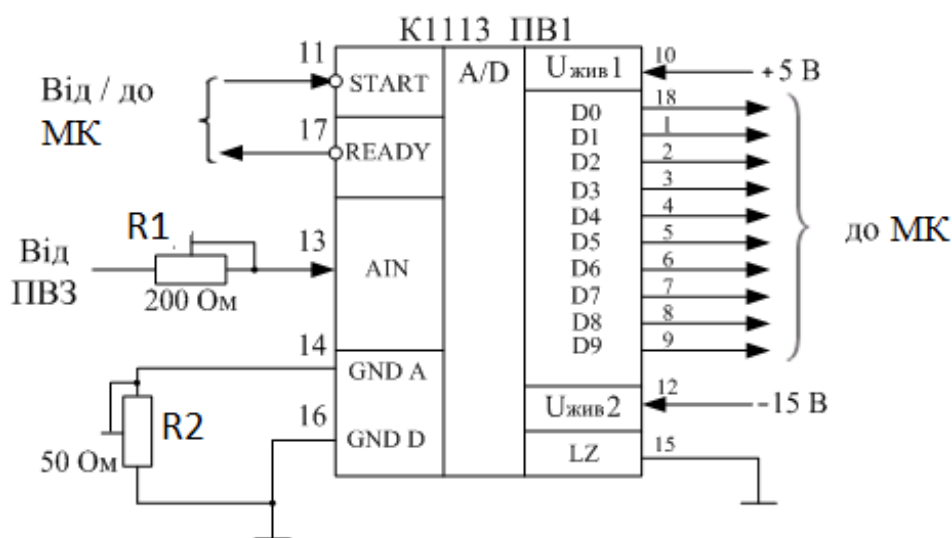 К1113 ПВ1
11
START
A/D
Uжив1
10
+5 В
Від / до
МК
17
READY
D0
18
D1
1
D2
2
D3
3
D4
4
D5
5
D6
6
D7
7
D8
8
D9
9
до МК
R1
Від
ПВЗ
200 Ом
13
AIN
14
GND A
R2
50 Ом
16
GND D
Uжив2
12
–15 В
LZ
15